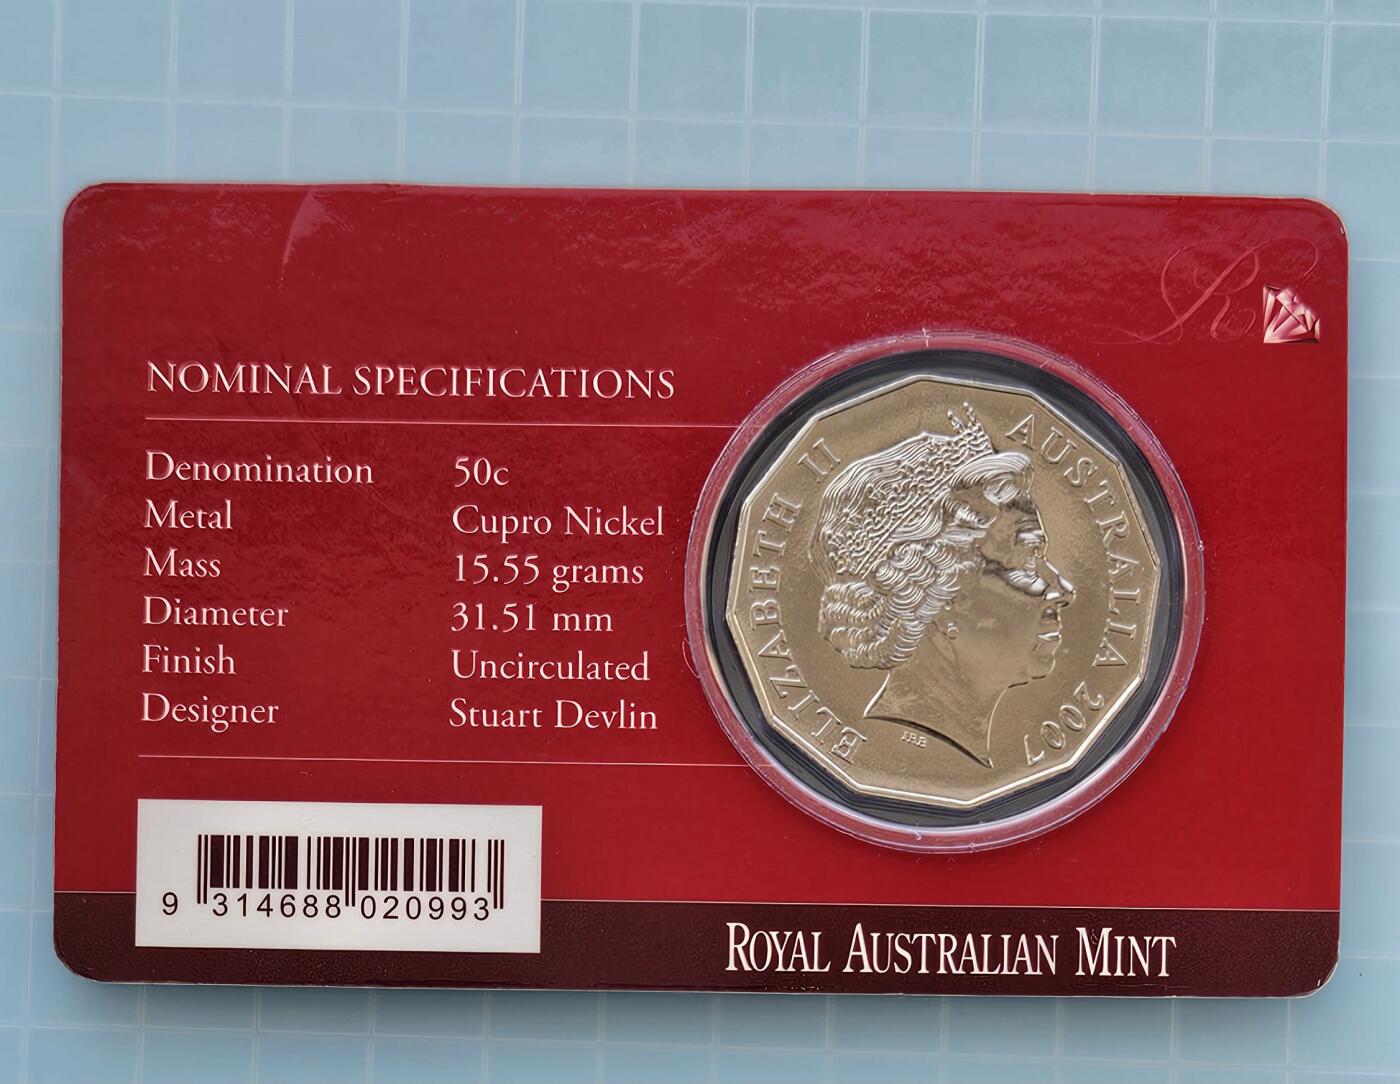 NOMINAL SPECIFICATIONS
Denomination 50c
Metal Cupro Nickel
Mass 15.55 grams
Diameter 31.51 mm
Finish Uncirculated
Designer Stuart Devlin
ELIZABETH II AUSTRALIA 2007
IRB
R
9 314688 020993
ROYAL AUSTRALIAN MINT